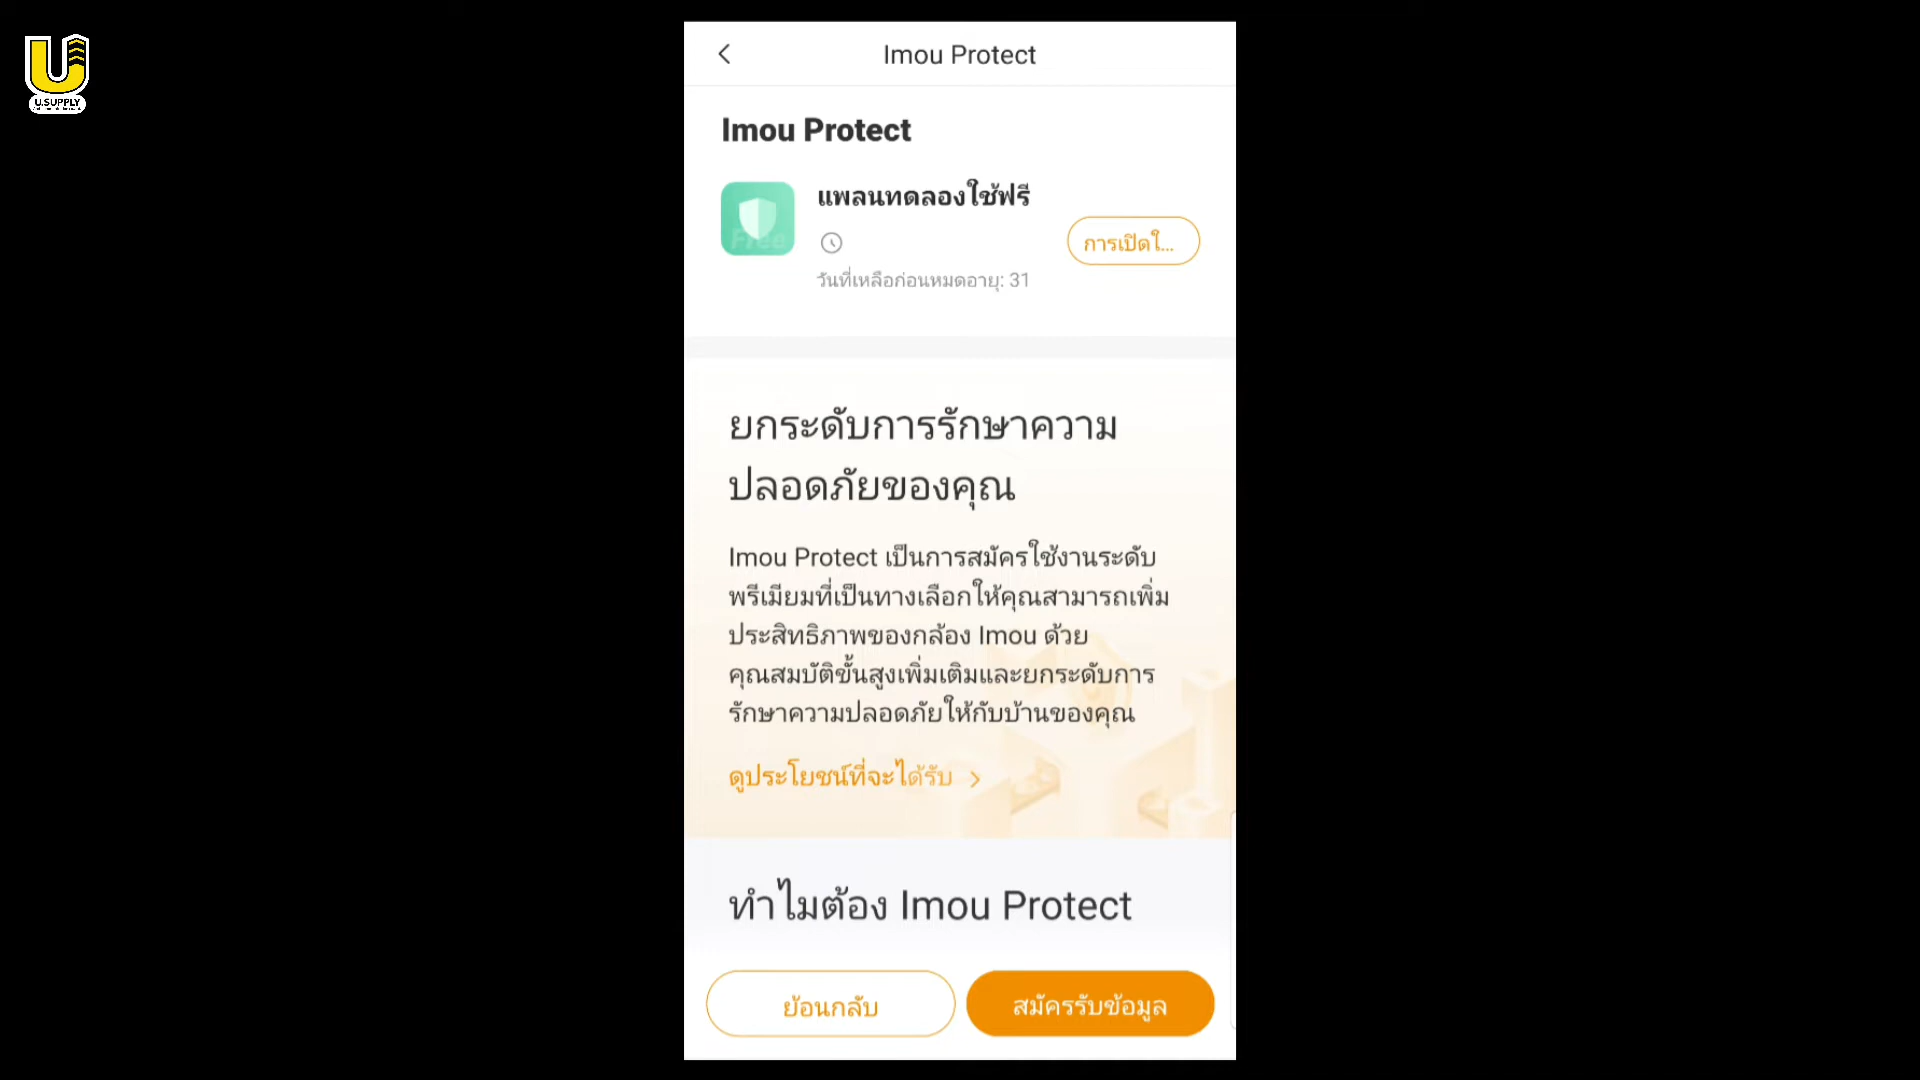 U.SUPPLY
Imou Protect
Imou Protect
แพลนทดลองใช้ฟรี
Free
การเปิดใ...
วันที่เหลือก่อนหมดอายุ: 31
ยกระดับการรักษาความ
ปลอดภัยของคุณ
Imou Protect เป็นการสมัครใช้งานระดับ
พรีเมียมที่เป็นทางเลือกให้คุณสามารถเพิ่ม
ประสิทธิภาพของกล้อง Imou ด้วย
คุณสมบัติขั้นสูงเพิ่มเติมและยกระดับการ
รักษาความปลอดภัยให้กับบ้านของคุณ
ดูประโยชน์ที่จะได้รับ >
ทำไมต้อง Imou Protect
ย้อนกลับ
สมัครรับข้อมูล